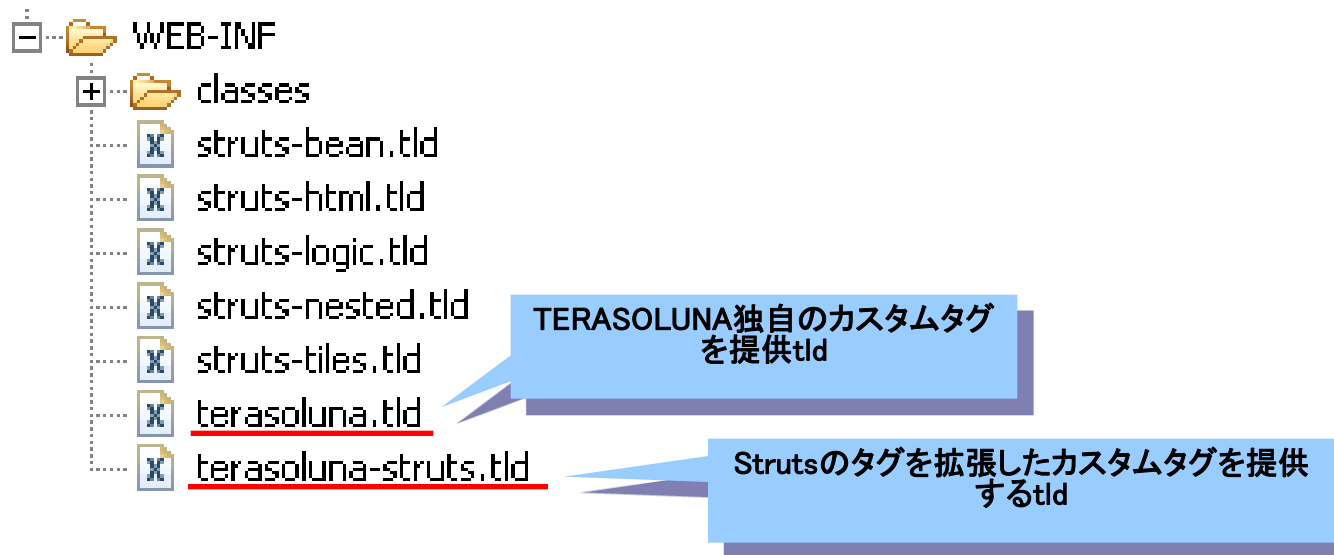 WEB-INF
classes
struts-bean.tld
struts-html.tld
struts-logic.tld
struts-nested.tld
TERASOLUNA独自のカスタムタグ
を提供tld
struts-tiles.tld
terasoluna.tld
terasoluna-struts.tld
Strutsのタグを拡張したカスタムタグを提供
するtld